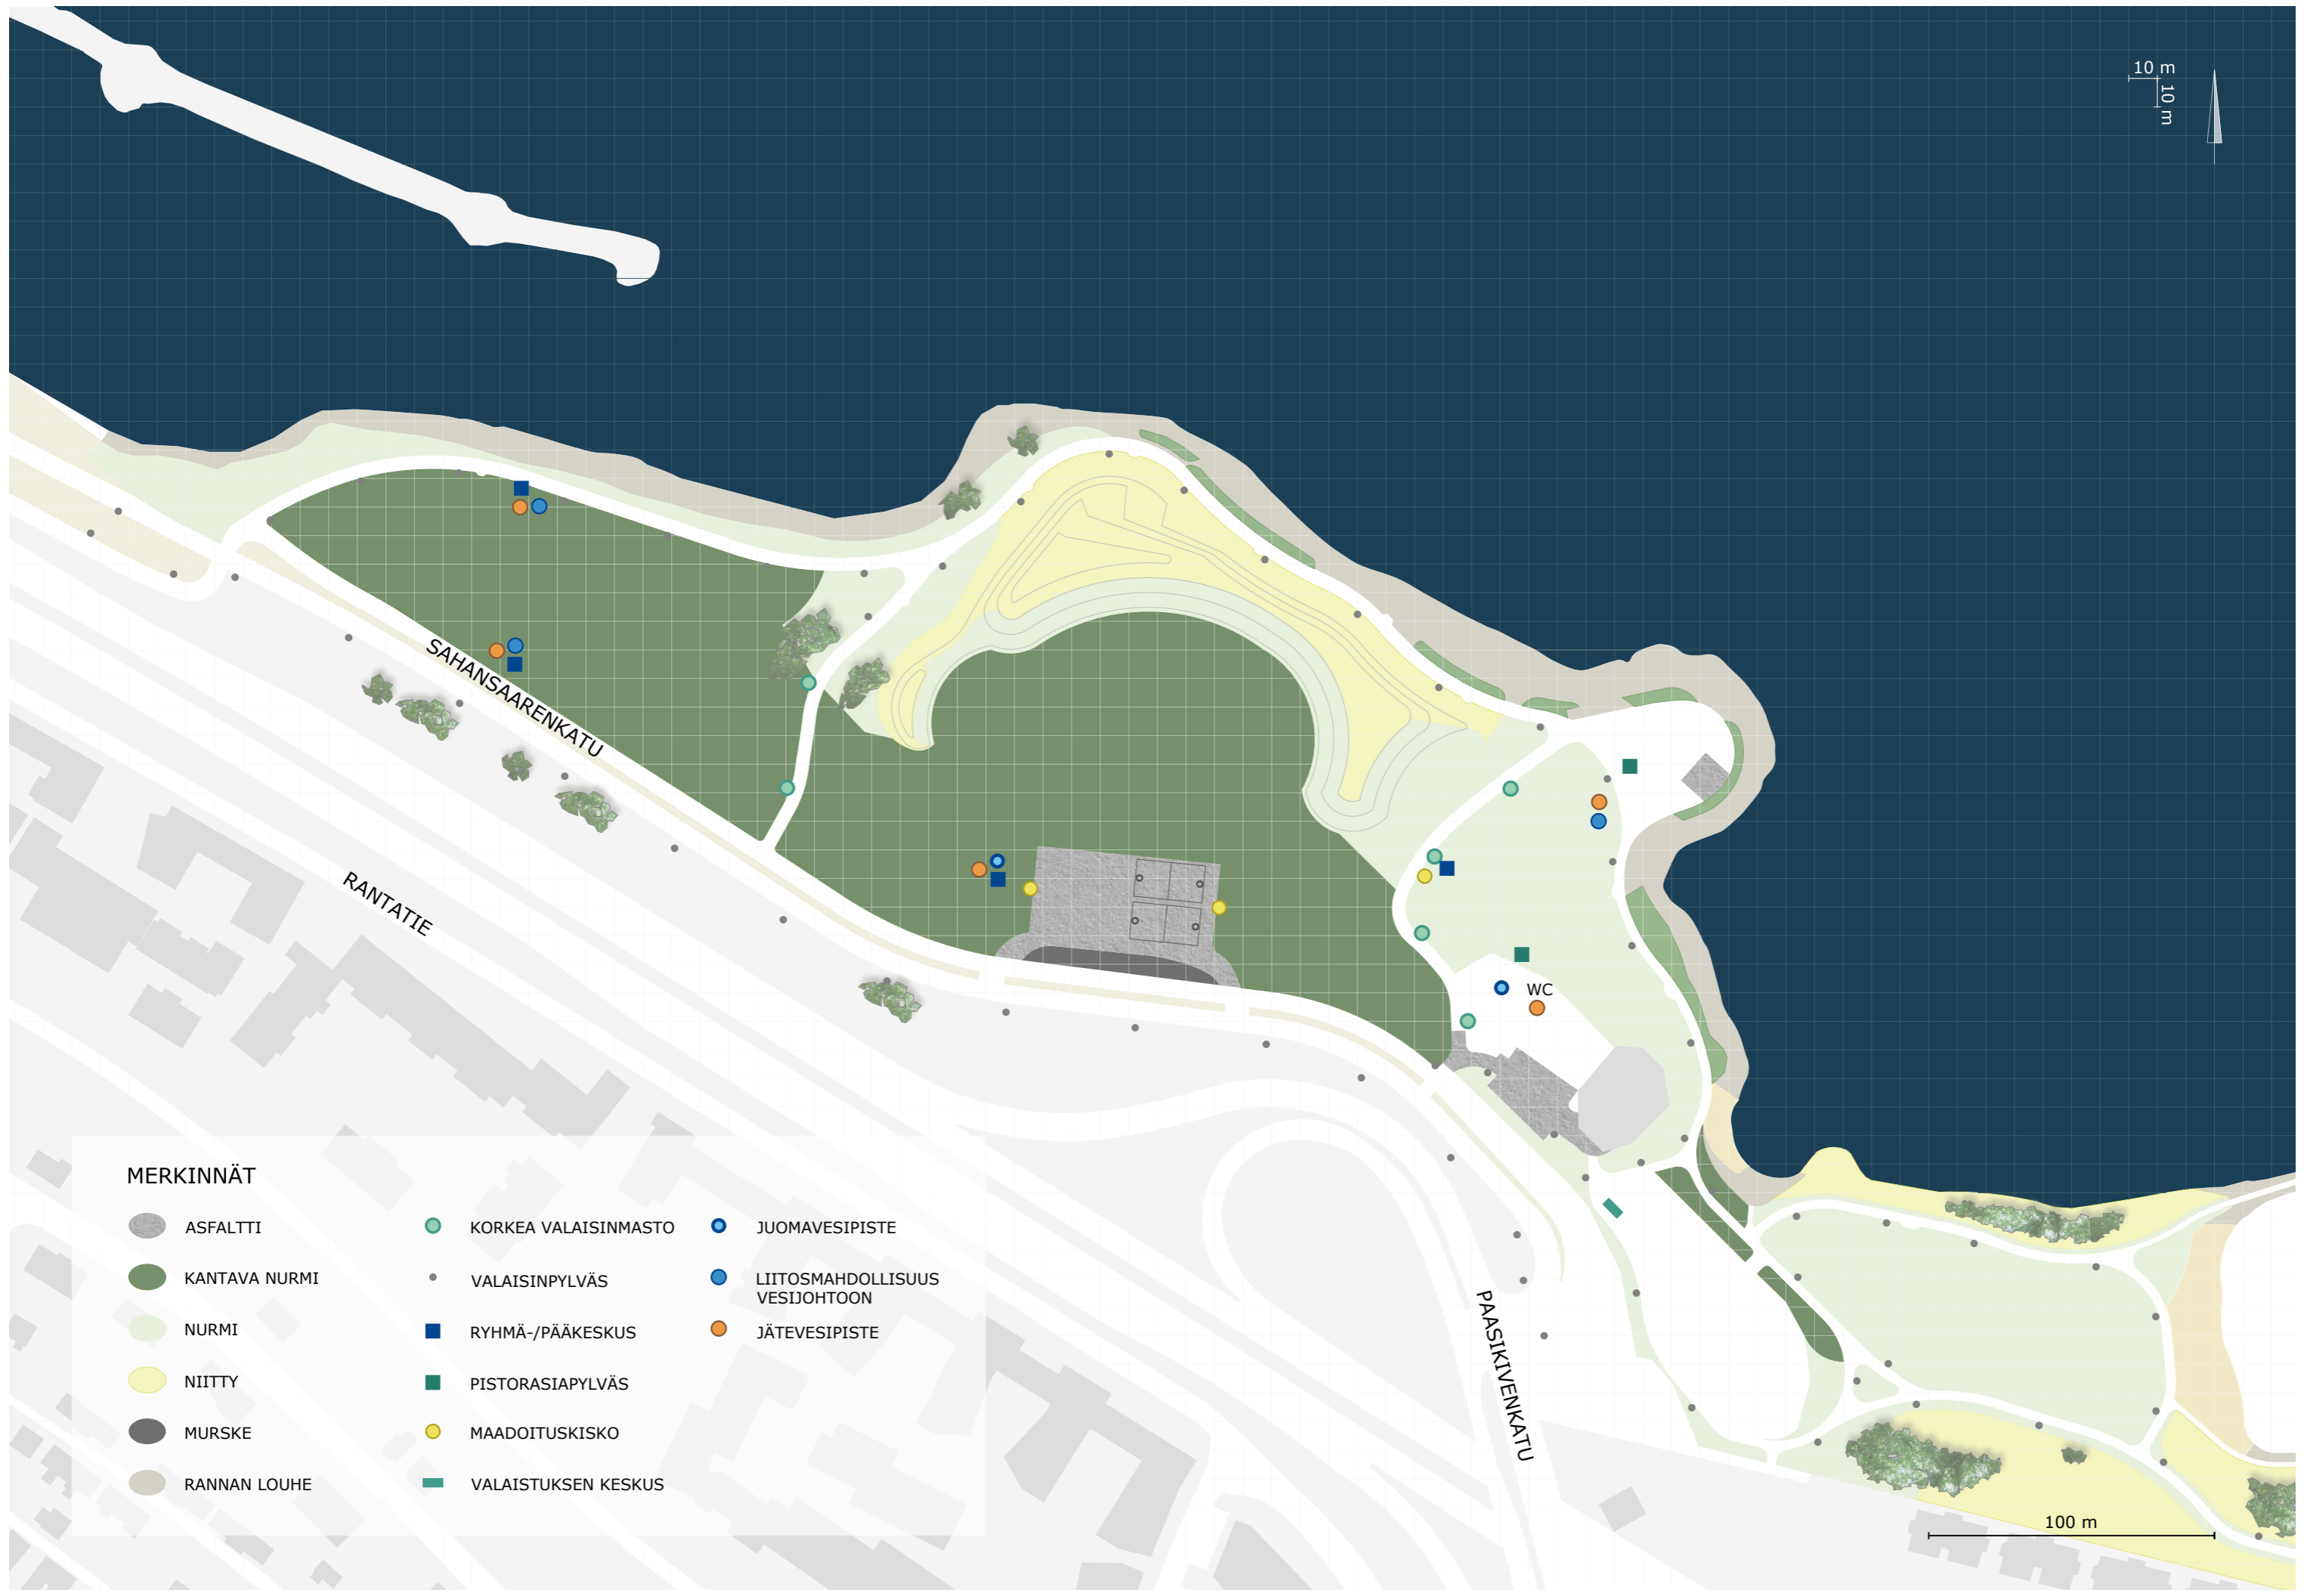 10 m
10 m
SAHANSAARENKATU
RANTATIE
WC
PAASIKIVENKATU
MERKINNÄT
ASFALTTI
KANTAVA NURMI
NURMI
NIITTY
MURSKE
RANNAN LOUHE
KORKEA VALAISINMASTO
VALAISINPYLVÄS
RYHMÄ-/PÄÄKESKUS
PISTORASIAPYLVÄS
MAADOITUSKISKO
VALAISTUKSEN KESKUS
JUOMAVESIPISTE
LIITOSMAHDOLLISUUS
VESIJOHTOON
JÄTEVESIPISTE
100 m